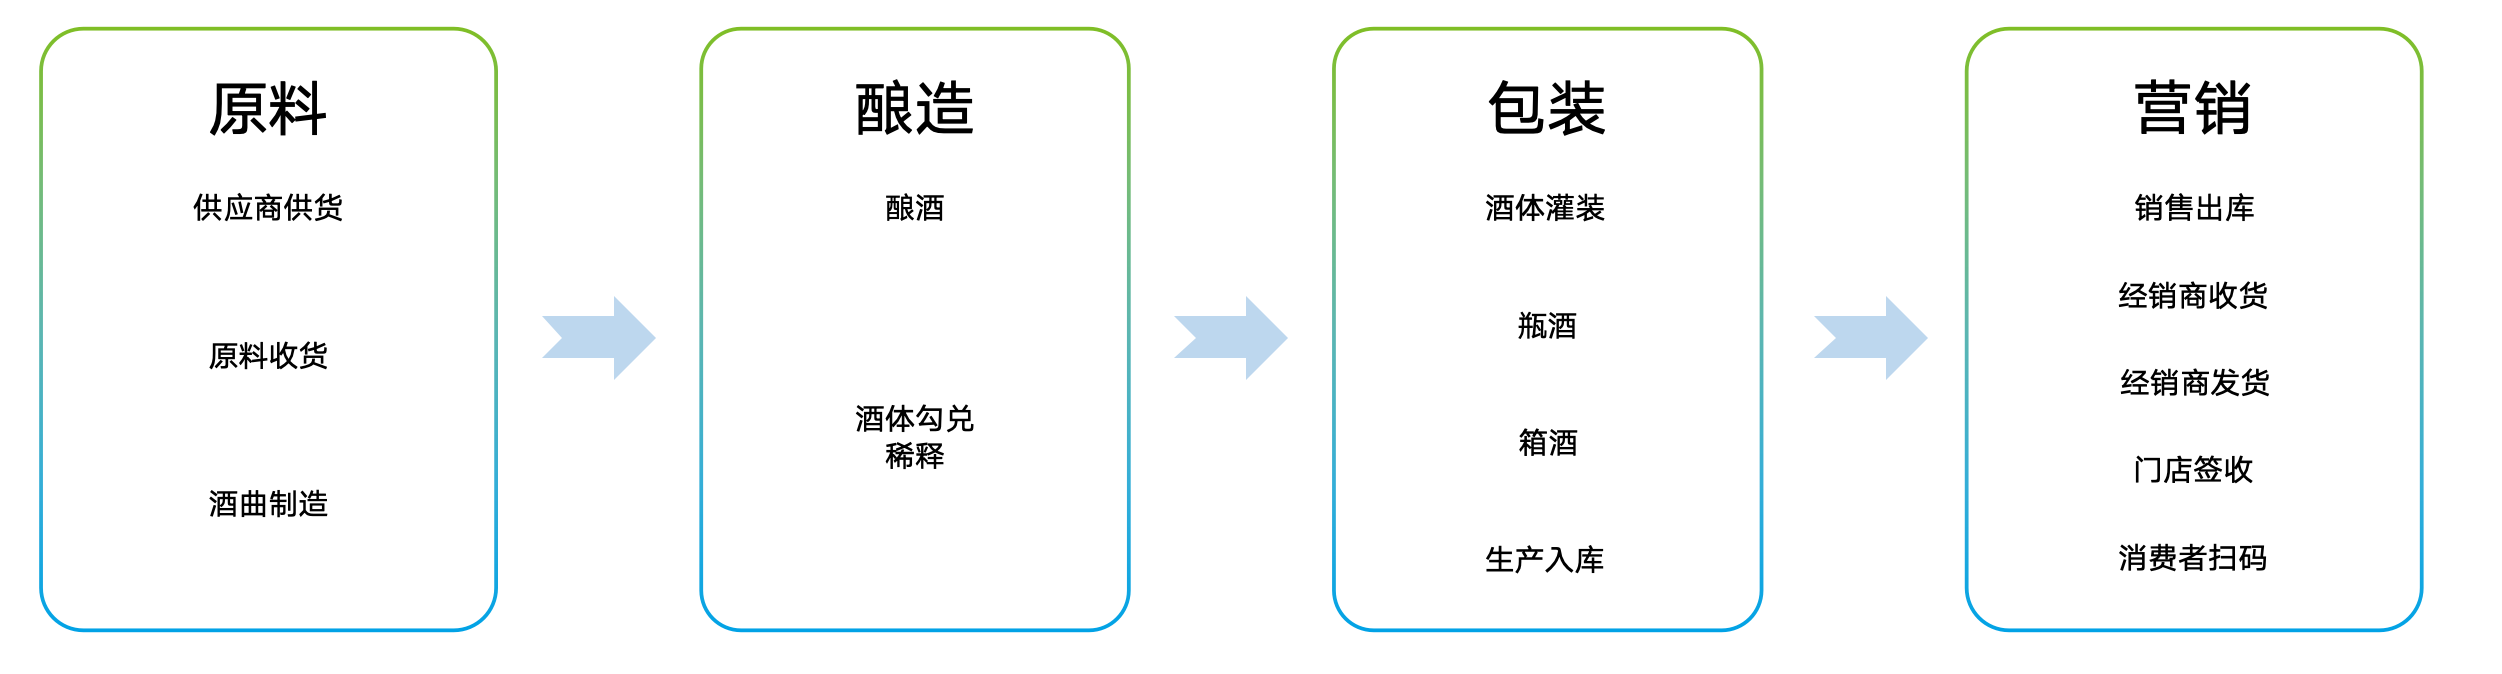 原料
供应商供货
原料收货
酒曲制造
酿造
酿酒
酒体勾兑
和稀释
包装
酒体灌装
瓶酒
箱酒
生产入库
营销
销售出库
经销商收货
经销商发货
门店签收
消费者扫码